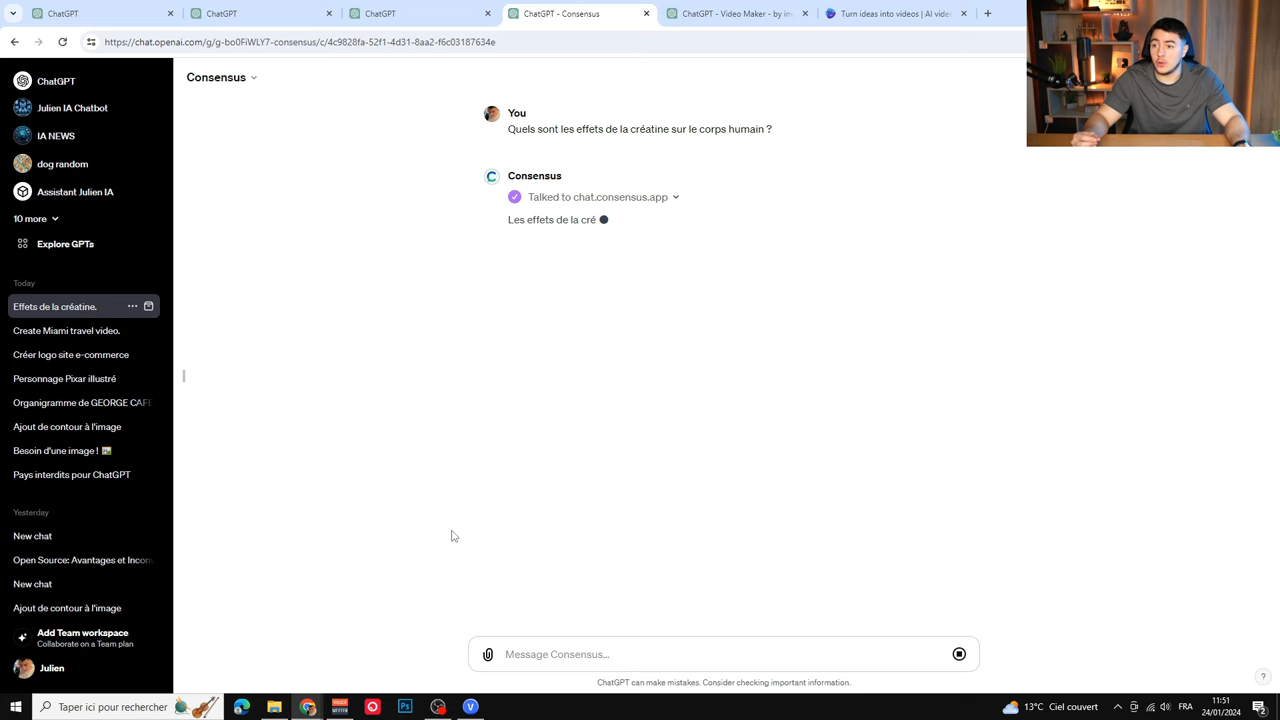 ChatGPT
ChatGPT
ChatGPT
ChatGPT - Consensus
ChatGPT - Video Maker - by in
ideas into videos | AI vide
https://chat.openai.com/g/g-bo0FiWLY7-consensus/c/4c9828fa-52f1-4d31-8aa2-f6c03187634e
ChatGPT
Julien IA Chatbot
IA NEWS
dog random
Assistant Julien IA
10 more
Explore GPTs
Today
Effets de la créatine.
Create Miami travel video.
Créer logo site e-commerce
Personnage Pixar illustré
Organigramme de GEORGE CAFE
Ajout de contour à l'image
Besoin d'une image !
Pays interdits pour ChatGPT
Yesterday
New chat
Open Source: Avantages et Incon
New chat
Ajout de contour à l'image
Add Team workspace
Collaborate on a Team plan
Julien
Consensus
You
Quels sont les effets de la créatine sur le corps humain ?
Consensus
Talked to chat.consensus.app
Les effets de la cré
Message Consensus...
ChatGPT can make mistakes. Consider checking important information.
?
Taper ici pour rechercher
13°C Ciel couvert
FRA
11:51
24/01/2024
2